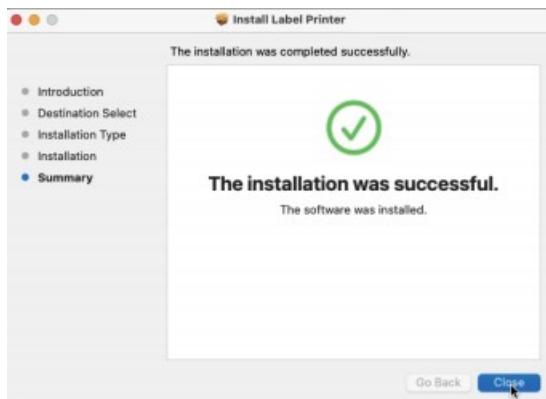 Install Label Printer
The installation was completed successfully.
Introduction
Destination Select
Installation Type
Installation
Summary
The installation was successful.
The software was installed.
Go Back
Close